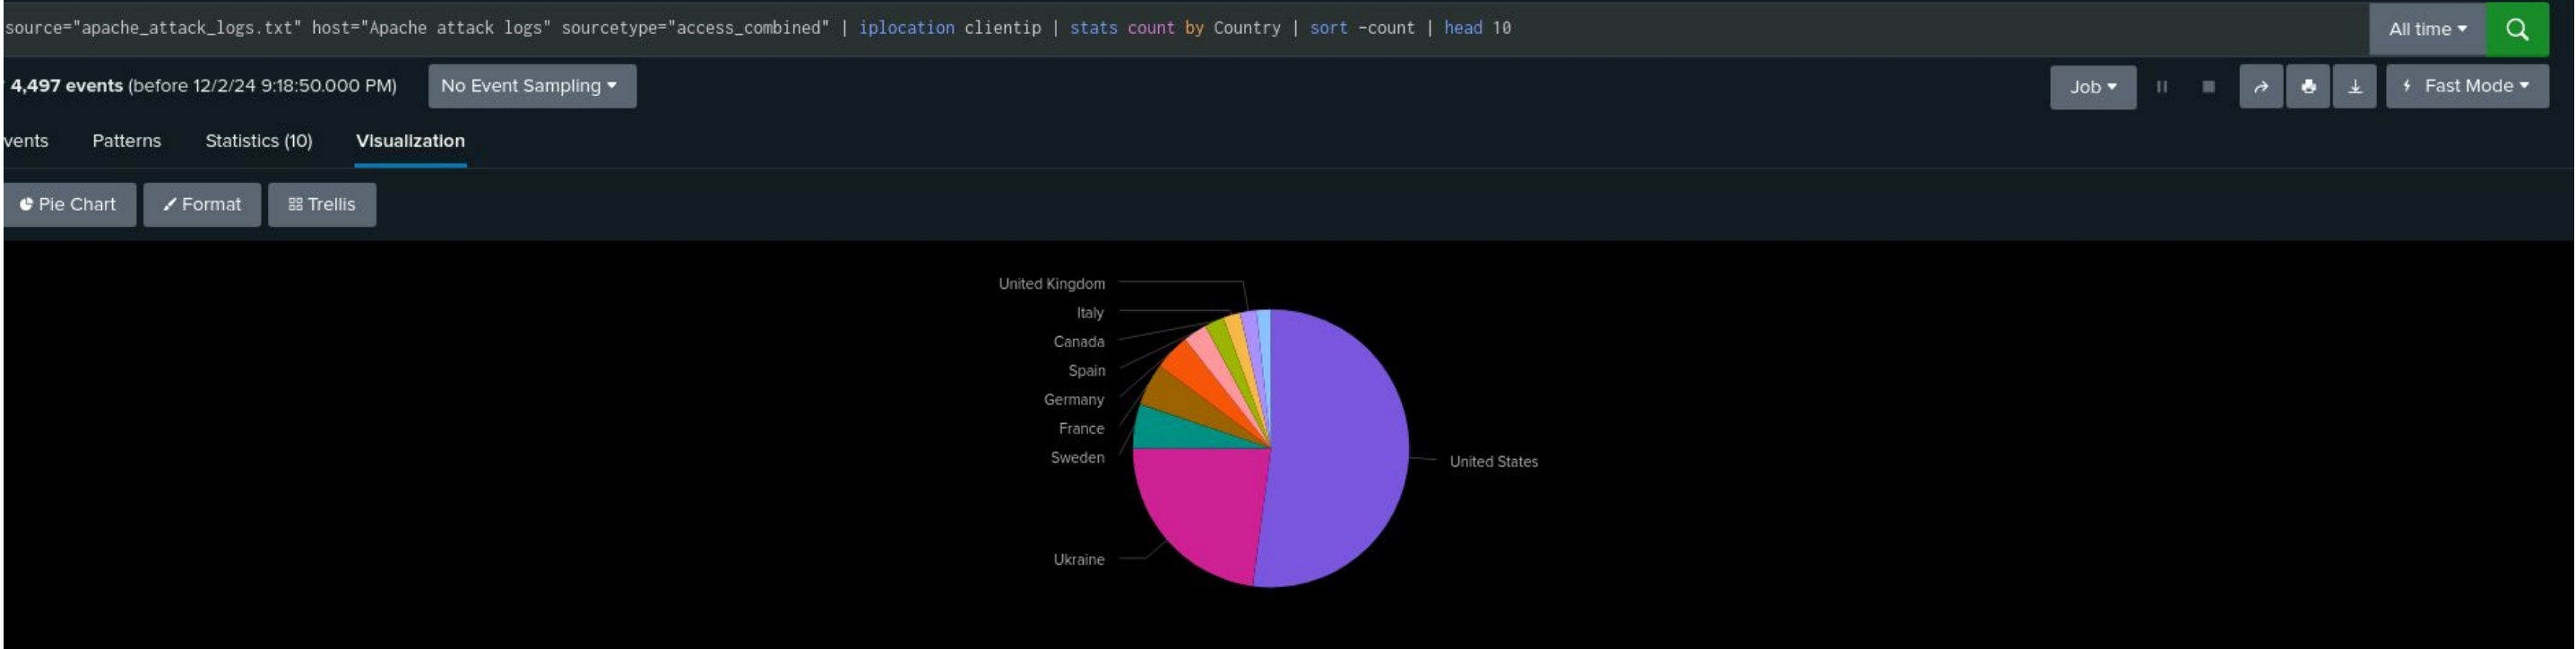 source="apache_attack_logs.txt" host="Apache attack logs" sourcetype="access_combined" | iplocation clientip | stats count by Country | sort -count | head 10
All time
4,497 events (before 12/2/24 9:18:50.000 PM)
No Event Sampling
Job
Fast Mode
vents
Patterns
Statistics (10)
Visualization
Pie Chart
Format
Trellis
United Kingdom
Italy
Canada
Spain
Germany
France
Sweden
United States
Ukraine